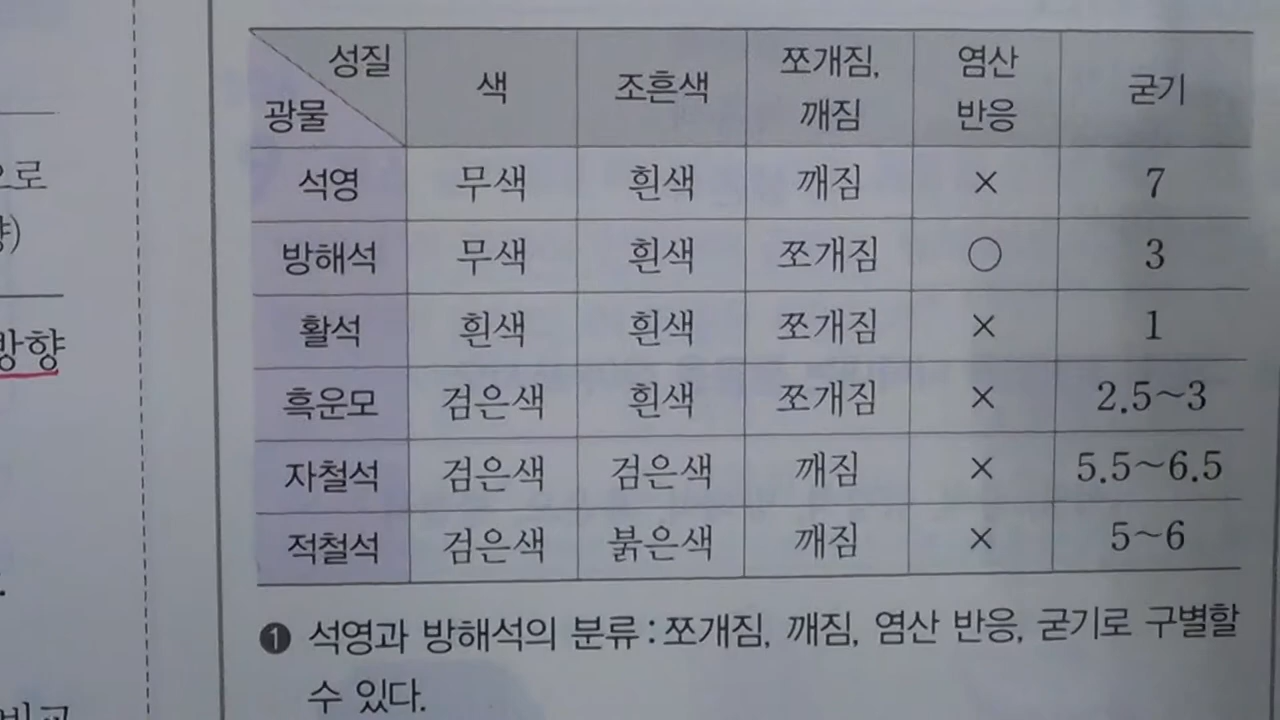 으로
방향
성질 색 조흔색 쪼개짐, 깨짐 염산 반응 굳기
광물
석영 무색 흰색 깨짐 × 7
방해석 무색 흰색 쪼개짐 ○ 3
활석 흰색 흰색 쪼개짐 × 1
흑운모 검은색 흰색 쪼개짐 × 2.5~3
자철석 검은색 검은색 깨짐 × 5.5~6.5
적철석 검은색 붉은색 깨짐 × 5~6
❶ 석영과 방해석의 분류 : 쪼개짐, 깨짐, 염산 반응, 굳기로 구별할
수 있다.